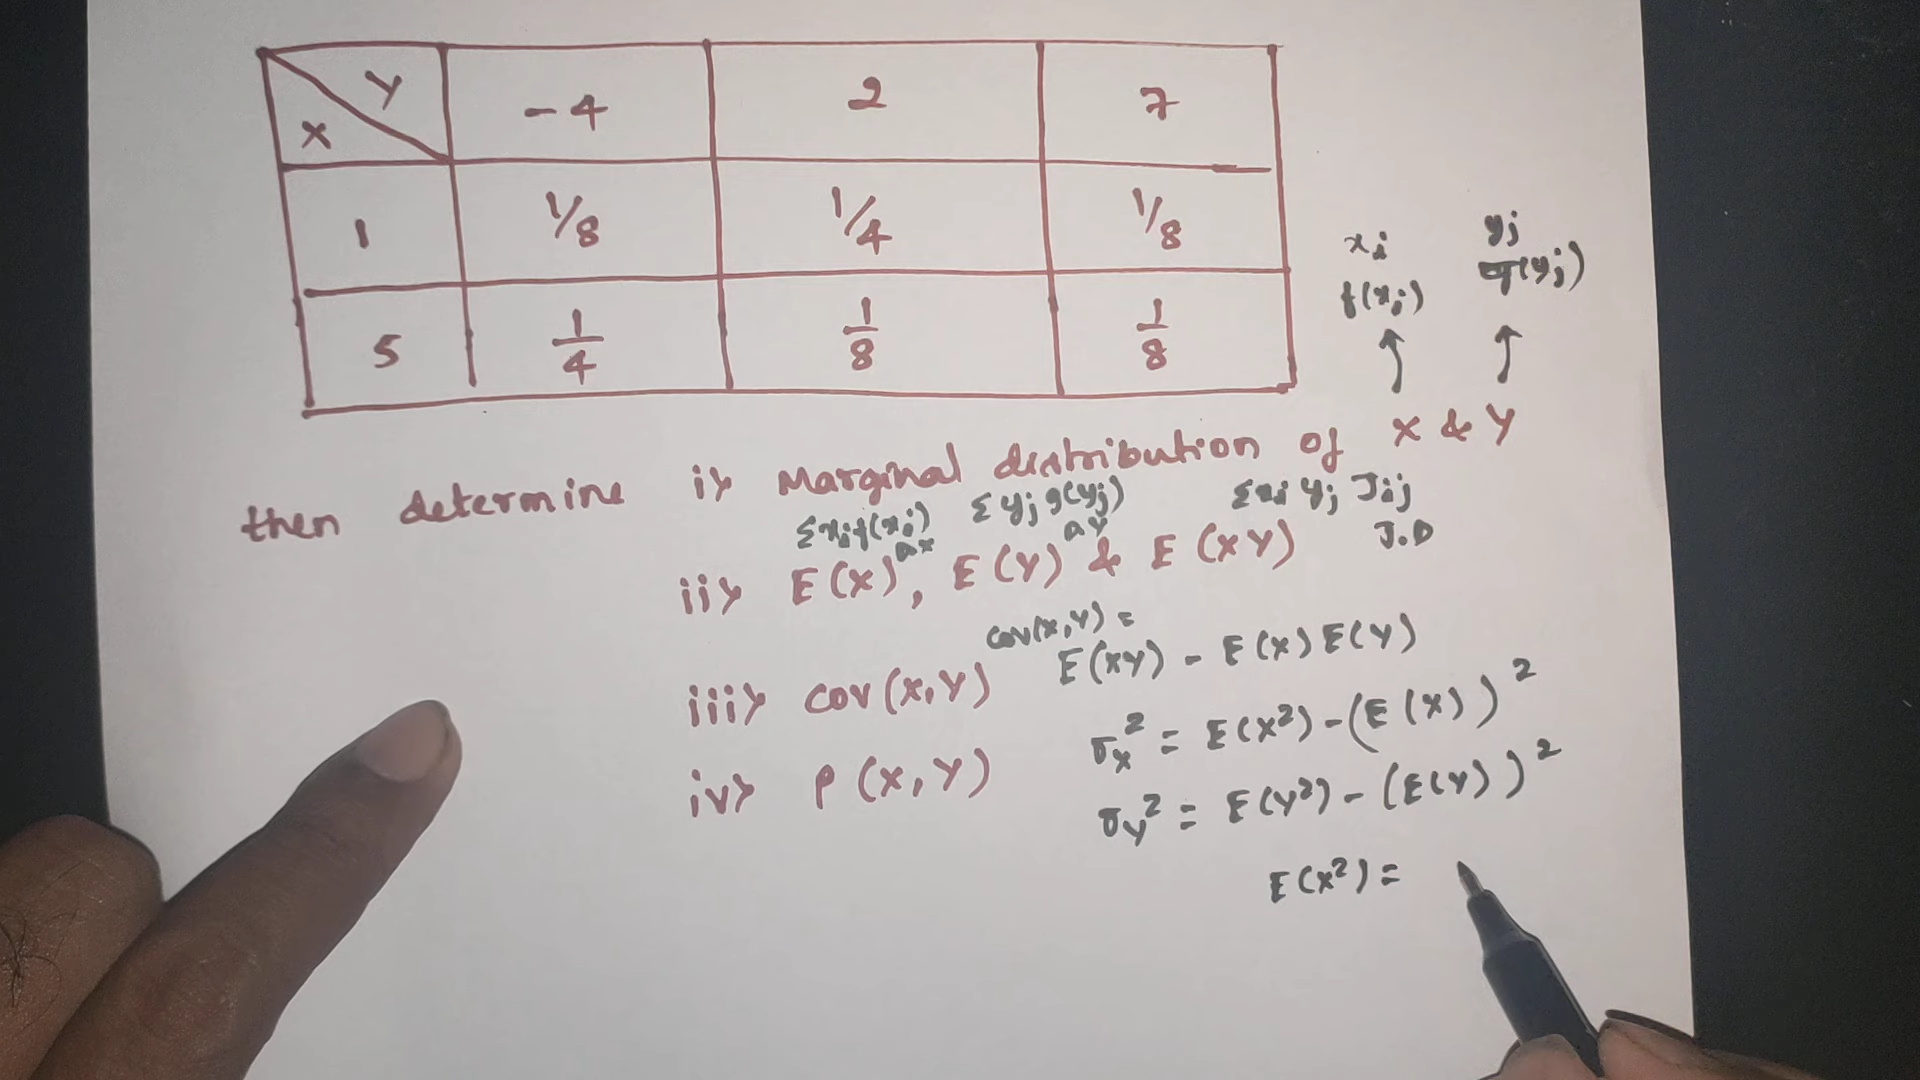 Y
X
-4 2 7
1 1/8 1/4 1/8
5 1/4 1/8 1/8
xi yj
f(xi) g(yj)
then determine i> Marginal distribution of X & Y
Σxif(xi) Σyjg(yj) Σxi yj Jij
J.D
ii> E(X), E(Y) & E(XY)
cov(x,y) =
iii> cov(x,y) E(XY) - E(X)E(Y)
σx² = E(X²) - (E(X))²
iv> ρ(X,Y)
σy² = E(Y²) - (E(Y))²
E(X²) =